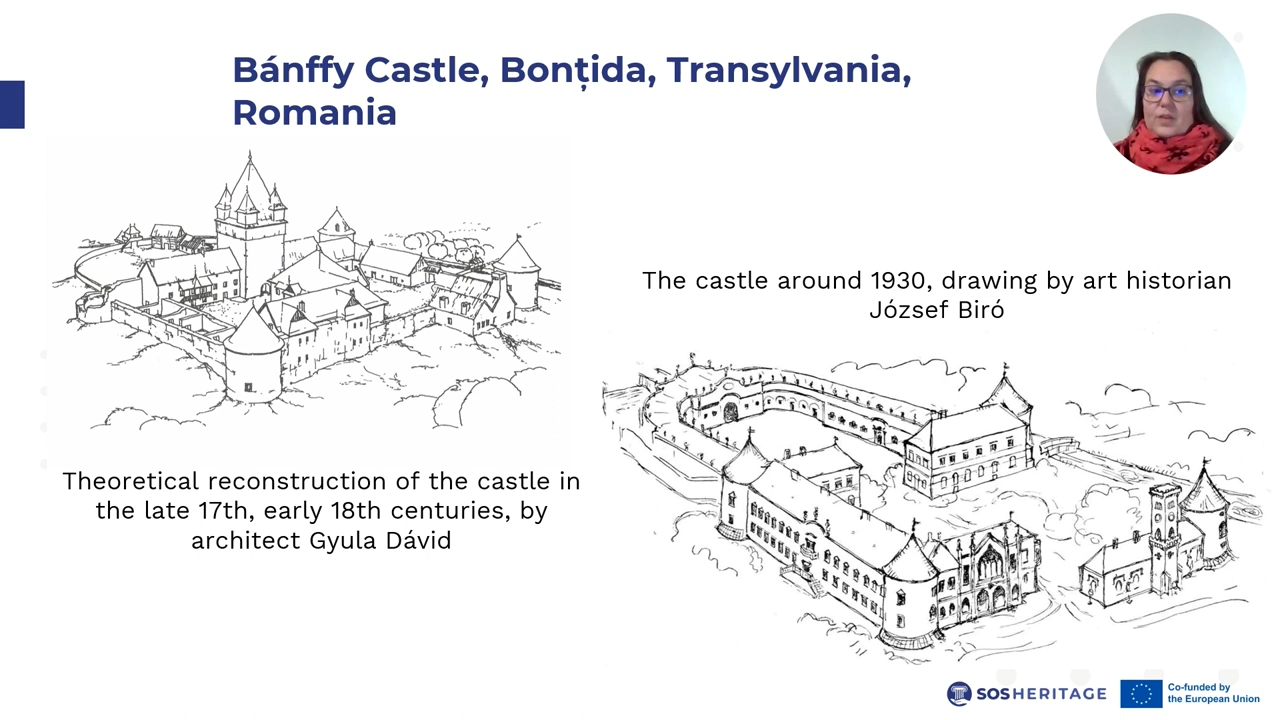 Bánffy Castle, Bonțida, Transylvania,
Romania
The castle around 1930, drawing by art historian
József Biró
Theoretical reconstruction of the castle in
the late 17th, early 18th centuries, by
architect Gyula Dávid
SOSHERITAGE
Co-funded by
the European Union